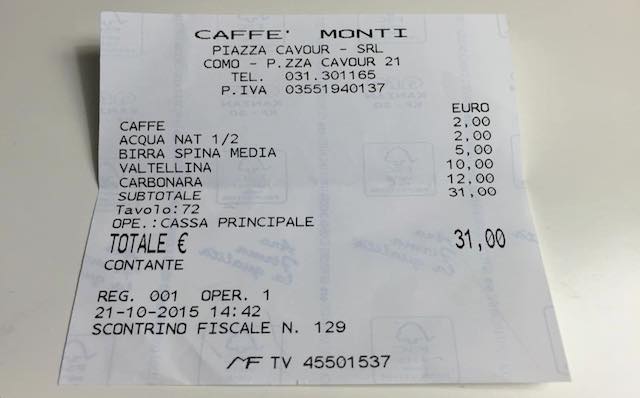 CAFFE' MONTI
PIAZZA CAVOUR - SRL
COMO - P.ZZA CAVOUR 21
TEL. 031.301165
P.IVA 03551940137
EURO
CAFFE 2,00
ACQUA NAT 1/2 2,00
BIRRA SPINA MEDIA 5,00
VALTELLINA 10,00
CARBONARA 12,00
SUBTOTALE 31,00
Tavolo:72
OPE.:CASSA PRINCIPALE
TOTALE € 31,00
CONTANTE
REG. 001 OPER. 1
21-10-2015 14:42
SCONTRINO FISCALE N. 129
MF TV 45501537